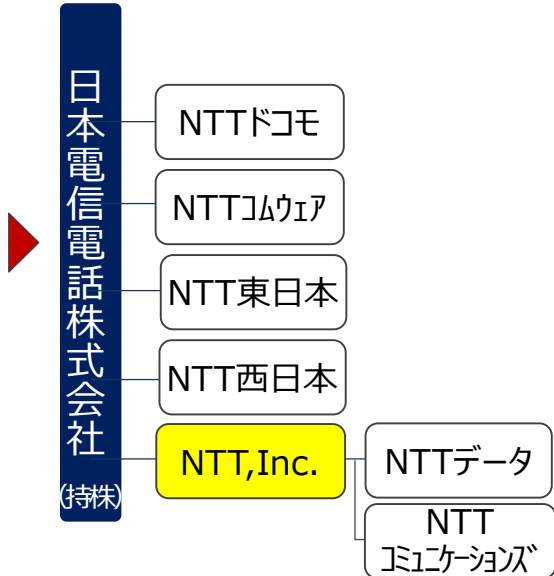 日本電信電話株式会社
(持株)
NTTドコモ
NTTｺﾑｳｪｱ
NTT東日本
NTT西日本
NTT,Inc.
NTTデータ
NTT
ｺﾐｭﾆｹｰｼｮﾝｽﾞ